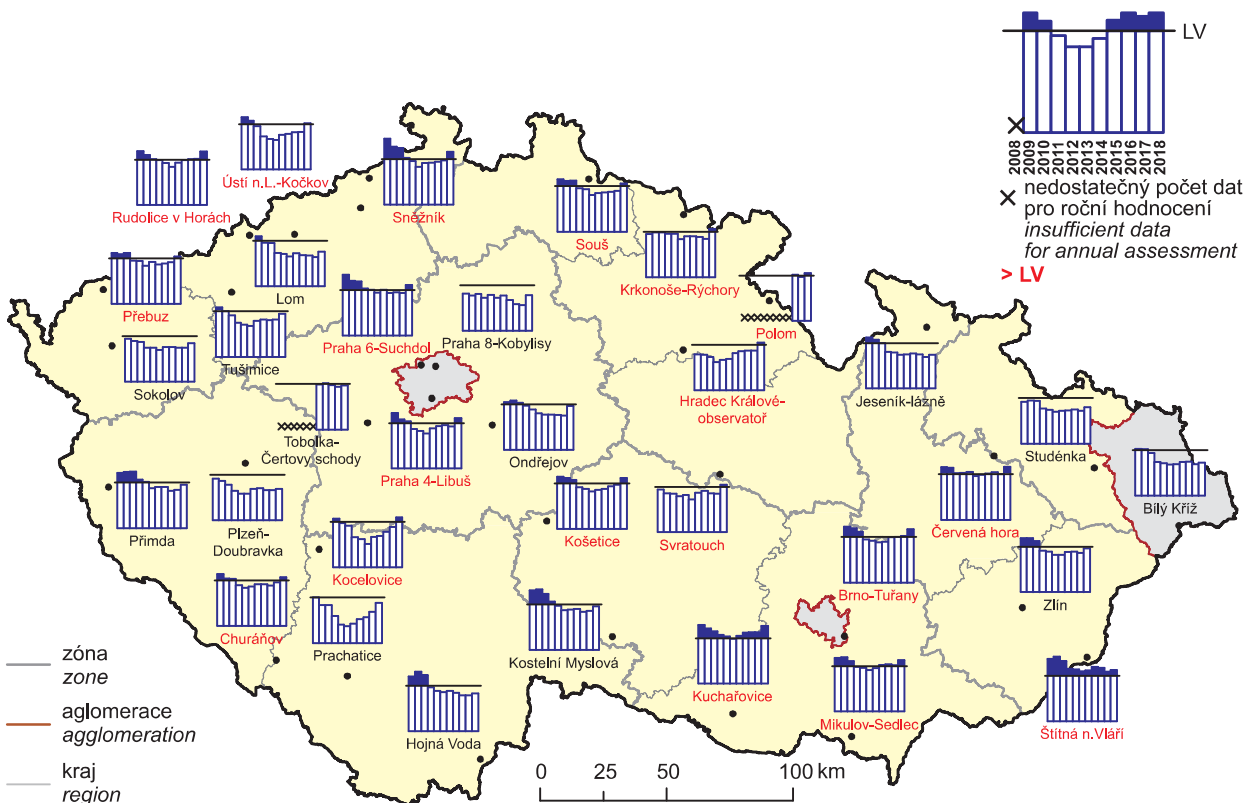 LV
2008
2009
2010
2011
2012
2013
2014
2015
2016
2017
2018
× nedostatečný počet dat
pro roční hodnocení
insufficient data
for annual assessment
> LV
Ústí n.L.-Kočkov
Rudolice v Horách
Sněžník
Souš
Krkonoše-Rýchory
Lom
Přebuz
Praha 6-Suchdol
Praha 8-Kobylisy
Polom
Tušimice
Sokolov
Hradec Králové-
observatoř
Jeseník-lázně
Tobolka-
Čertovy schody
Praha 4-Libuš
Ondřejov
Studénka
Bílý Kříž
Přimda
Plzeň-
Doubravka
Košetice
Svratouch
Červená hora
Kocelovice
Brno-Tuřany
Zlín
Churáňov
Prachatice
Kostelní Myslová
Kuchařovice
Mikulov-Sedlec
Štítná n.Vláří
Hojná Voda
zóna
zone
aglomerace
agglomeration
kraj
region
0 25 50 100 km